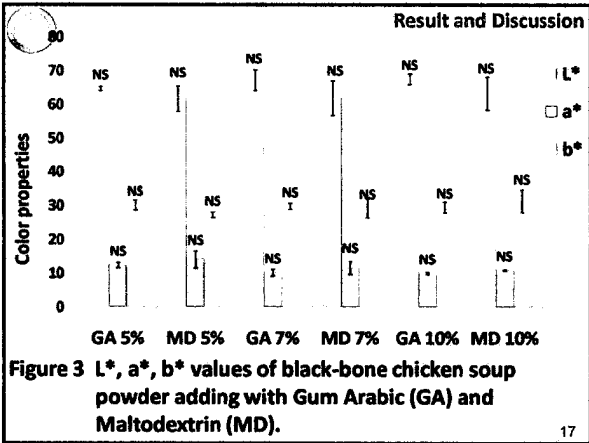 Result and Discussion
80
70
60
50
40
30
20
10
0
Color properties
NS NS NS NS NS NS
NS NS NS NS NS NS
NS NS NS NS NS NS
L*
a*
b*
GA 5% MD 5% GA 7% MD 7% GA 10% MD 10%
Figure 3 L*, a*, b* values of black-bone chicken soup
powder adding with Gum Arabic (GA) and
Maltodextrin (MD).
17